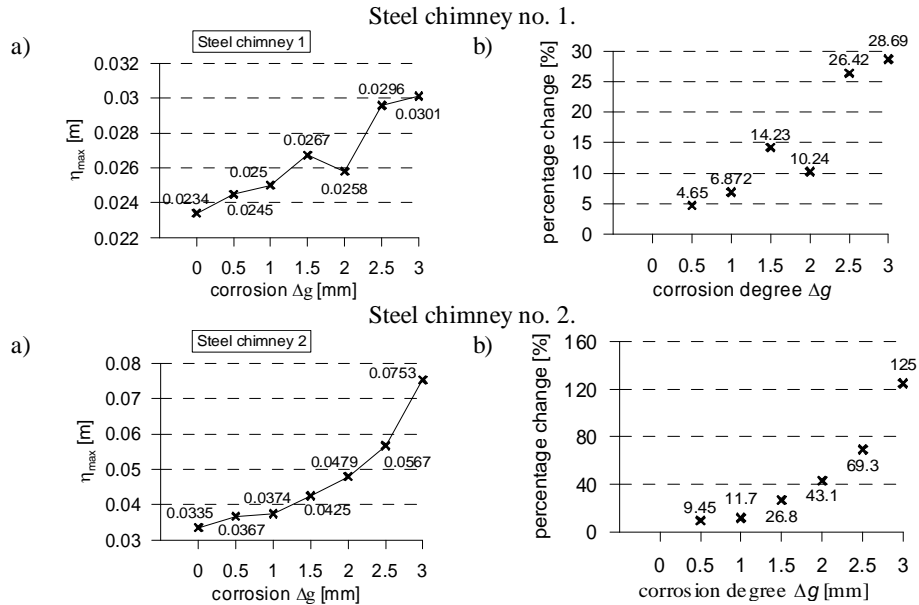 Steel chimney no. 1.
a)
Steel chimney 1
0.032
0.03
0.028
0.026
0.024
0.022
ηmax [m]
0.0234
0.0245
0.025
0.0267
0.0258
0.0296
0.0301
0 0.5 1 1.5 2 2.5 3
corrosion Δg [mm]
b)
30
25
20
15
10
5
0
percentage change [%]
4.65
6.872
14.23
10.24
26.42
28.69
0 0.5 1 1.5 2 2.5 3
corrosion degree Δg
Steel chimney no. 2.
a)
Steel chimney 2
0.08
0.07
0.06
0.05
0.04
0.03
ηmax [m]
0.0335
0.0367
0.0374
0.0425
0.0479
0.0567
0.0753
0 0.5 1 1.5 2 2.5 3
corrosion Δg [mm]
b)
160
120
80
40
0
percentage change [%]
9.45
11.7
26.8
43.1
69.3
125
0 0.5 1 1.5 2 2.5 3
corrosion degree Δg [mm]